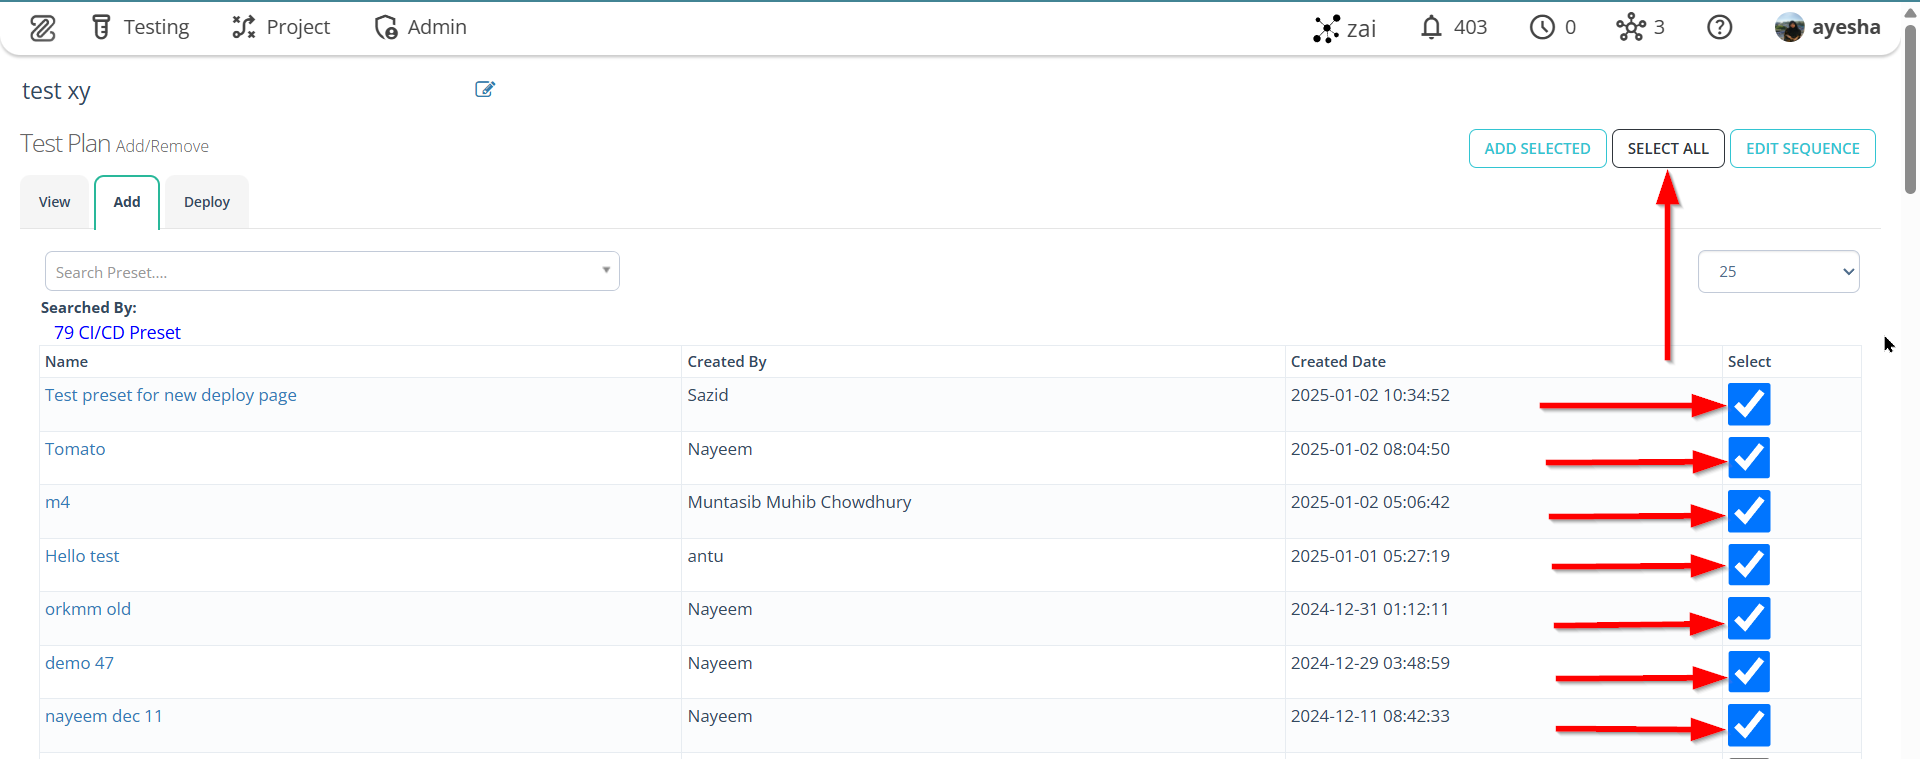 Testing Project Admin zai 403 0 3 ayesha
test xy
Test Plan Add/Remove
ADD SELECTED SELECT ALL EDIT SEQUENCE
View Add Deploy
Search Preset.... 25
Searched By:
79 CI/CD Preset
Name Created By Created Date Select
Test preset for new deploy page Sazid 2025-01-02 10:34:52
Tomato Nayeem 2025-01-02 08:04:50
m4 Muntasib Muhib Chowdhury 2025-01-02 05:06:42
Hello test antu 2025-01-01 05:27:19
orkmm old Nayeem 2024-12-31 01:12:11
demo 47 Nayeem 2024-12-29 03:48:59
nayeem dec 11 Nayeem 2024-12-11 08:42:33